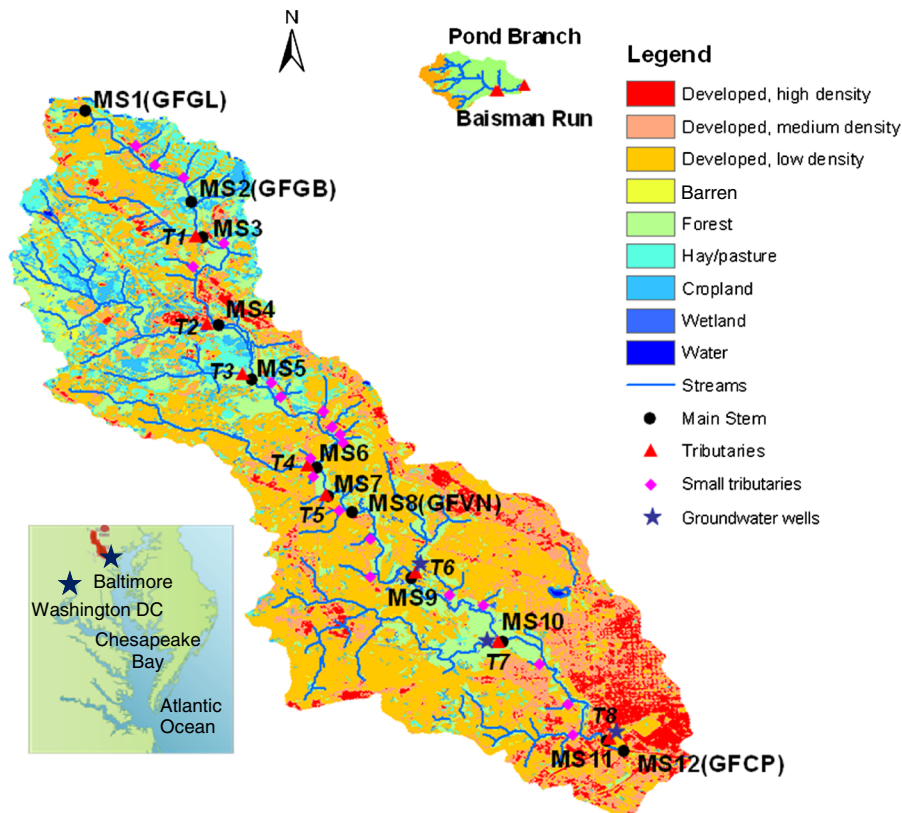 N
Pond Branch
Baisman Run
Legend
Developed, high density
Developed, medium density
Developed, low density
Barren
Forest
Hay/pasture
Cropland
Wetland
Water
Streams
Main Stem
Tributaries
Small tributaries
Groundwater wells
MS1(GFGL)
MS2(GFGB)
T1
MS3
T2
MS4
T3
MS5
T4
MS6
MS7
T5
MS8(GFVN)
T6
MS9
MS10
T7
T8
MS11
MS12(GFCP)
Baltimore
Washington DC
Chesapeake
Bay
Atlantic
Ocean